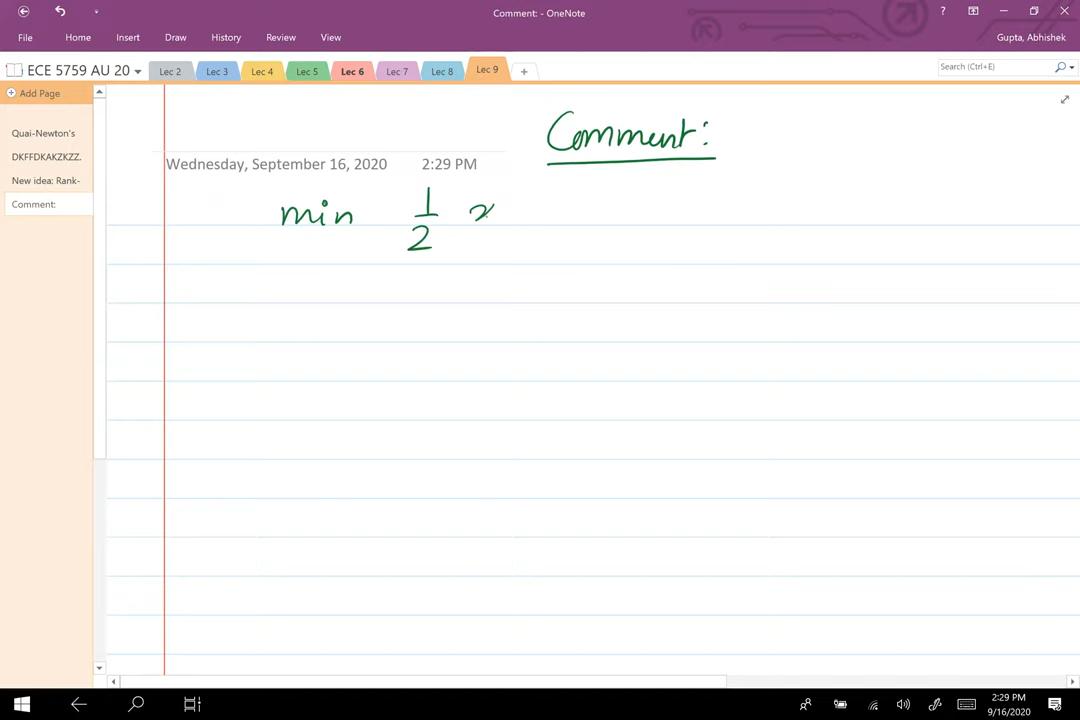 Comment: - OneNote
File Home Insert Draw History Review View
Gupta, Abhishek
ECE 5759 AU 20
Lec 2 Lec 3 Lec 4 Lec 5 Lec 6 Lec 7 Lec 8 Lec 9
Search (Ctrl+E)
Add Page
Quai-Newton's
DKFFDKAKZKZZ.
New idea: Rank-
Comment:
Comment:
Wednesday, September 16, 2020 2:29 PM
min 1/2 x
2:29 PM
9/16/2020